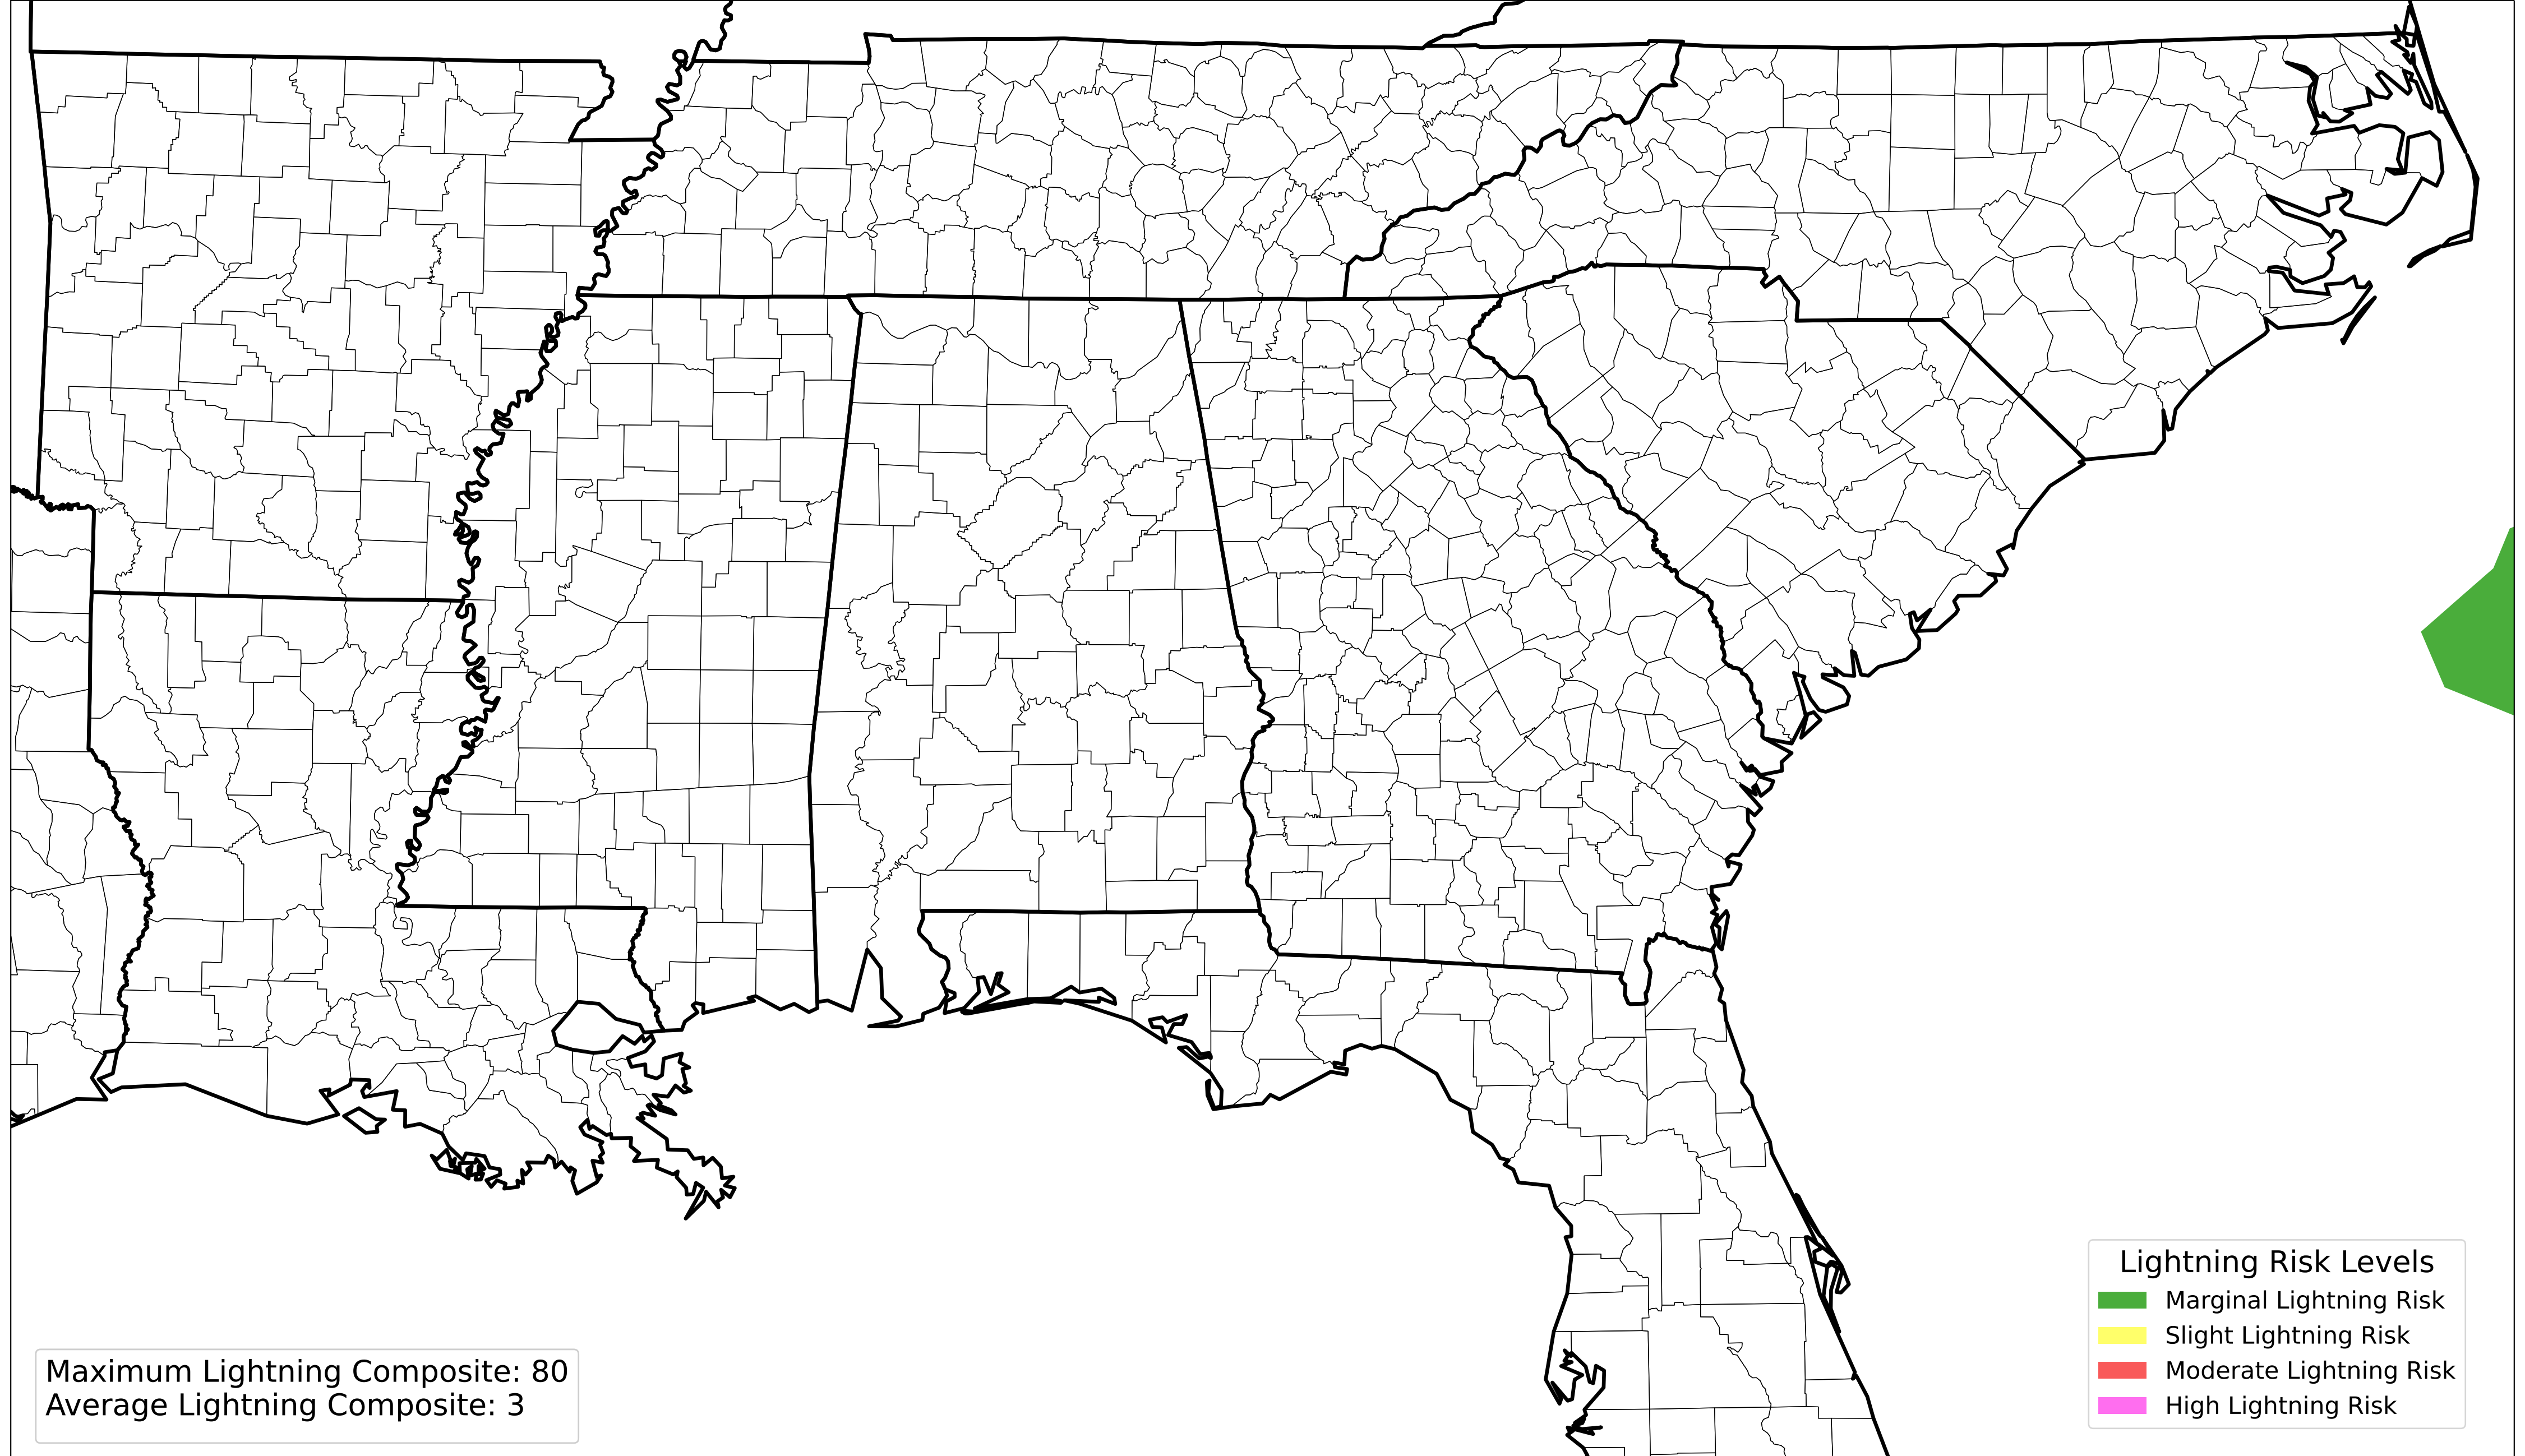 Maximum Lightning Composite: 80
Average Lightning Composite: 3
Lightning Risk Levels
Marginal Lightning Risk
Slight Lightning Risk
Moderate Lightning Risk
High Lightning Risk